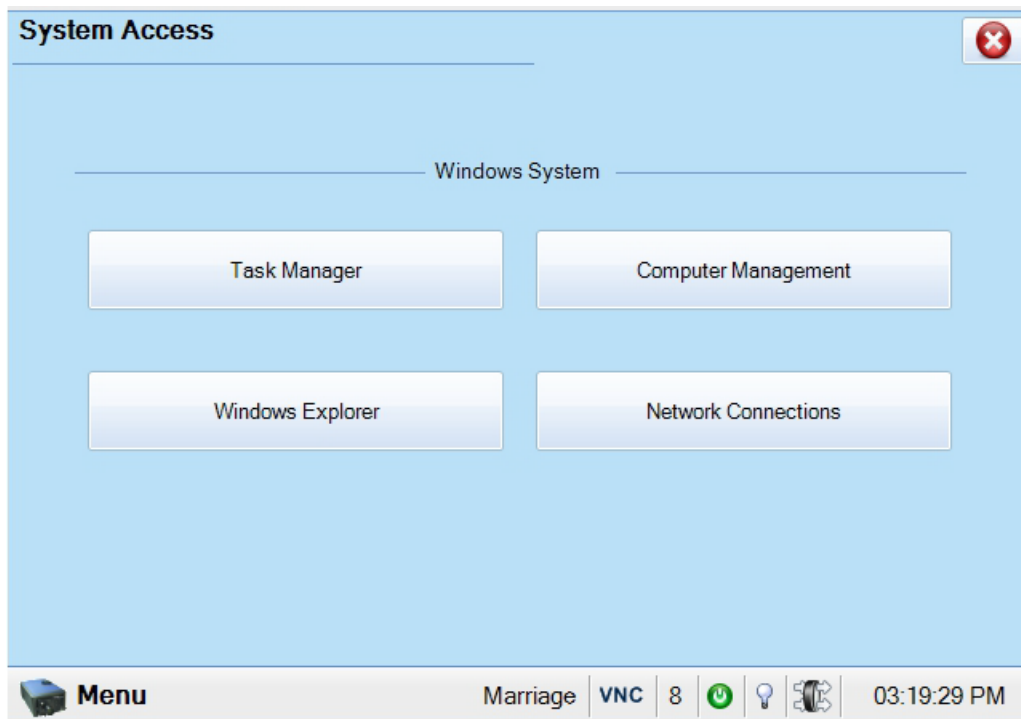 System Access
Windows System
Task Manager
Computer Management
Windows Explorer
Network Connections
Menu
Marriage
VNC
8
03:19:29 PM